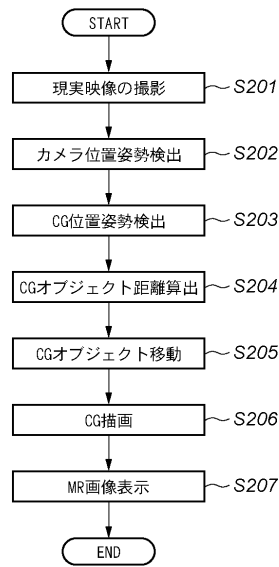 START
現実映像の撮影 S201
カメラ位置姿勢検出 S202
CG位置姿勢検出 S203
CGオブジェクト距離算出 S204
CGオブジェクト移動 S205
CG描画 S206
MR画像表示 S207
END